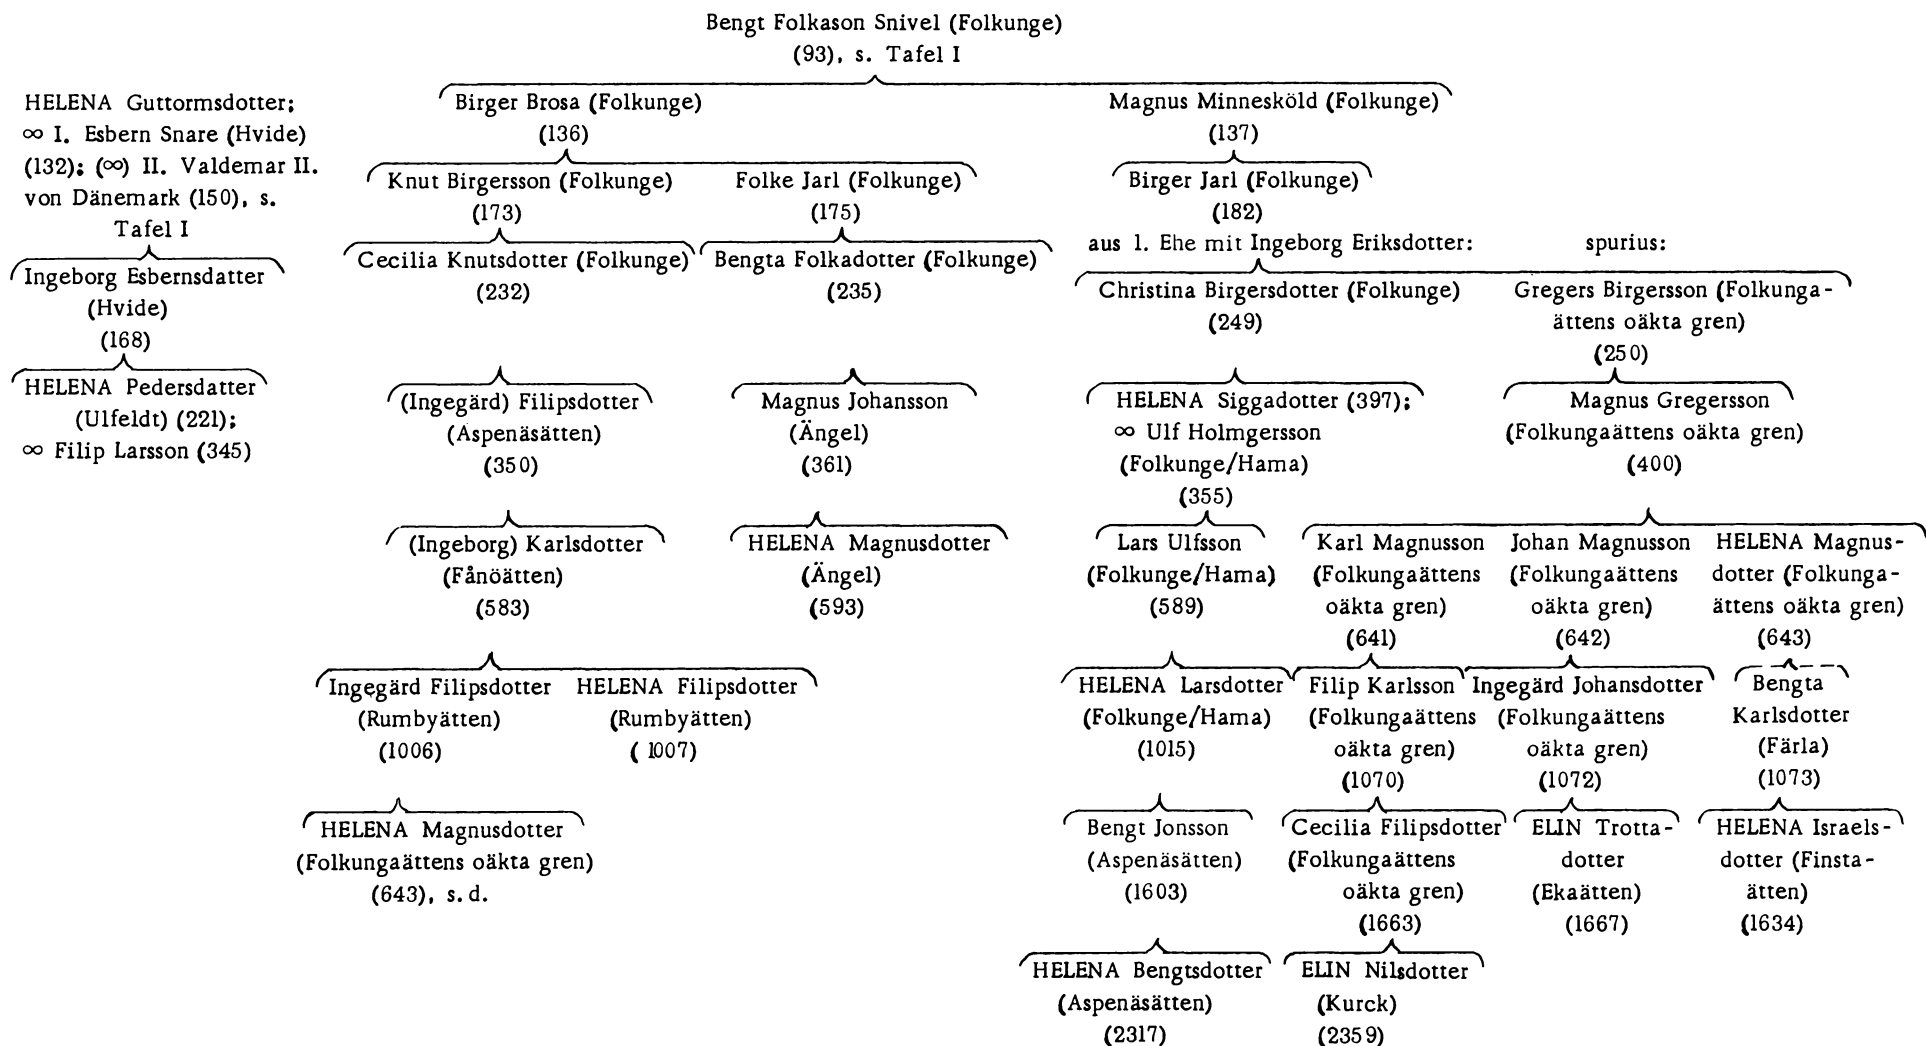 Bengt Folkason Snivel (Folkunge)
(93), s. Tafel I
HELENA Guttormsdotter;
∞ I. Esbern Snare (Hvide)
(132); (∞) II. Valdemar II.
von Dänemark (150), s.
Tafel I
Birger Brosa (Folkunge)
(136)
Magnus Minnesköld (Folkunge)
(137)
Knut Birgersson (Folkunge)
(173)
Folke Jarl (Folkunge)
(175)
Birger Jarl (Folkunge)
(182)
aus 1. Ehe mit Ingeborg Eriksdotter:
spurius:
Ingeborg Esbernsdatter
(Hvide)
(168)
Cecilia Knutsdotter (Folkunge)
(232)
Bengta Folkadotter (Folkunge)
(235)
Christina Birgersdotter (Folkunge)
(249)
Gregers Birgersson (Folkunga-
ättens oäkta gren)
(250)
HELENA Pedersdatter
(Ulfeldt) (221);
∞ Filip Larsson (345)
(Ingegärd) Filipsdotter
(Aspenäsätten)
(350)
Magnus Johansson
(Ängel)
(361)
HELENA Siggadotter (397);
∞ Ulf Holmgersson
(Folkunge/Hama)
(355)
Magnus Gregersson
(Folkungaättens oäkta gren)
(400)
(Ingeborg) Karlsdotter
(Fånöätten)
(583)
HELENA Magnusdotter
(Ängel)
(593)
Lars Ulfsson
(Folkunge/Hama)
(589)
Karl Magnusson
(Folkungaättens
oäkta gren)
(641)
Johan Magnusson
(Folkungaättens
oäkta gren)
(642)
HELENA Magnus-
dotter (Folkunga-
ättens oäkta gren)
(643)
Ingegärd Filipsdotter
(Rumbyätten)
(1006)
HELENA Filipsdotter
(Rumbyätten)
(1007)
HELENA Larsdotter
(Folkunge/Hama)
(1015)
Filip Karlsson
(Folkungaättens
oäkta gren)
(1070)
Ingegärd Johansdotter
(Folkungaättens
oäkta gren)
(1072)
Bengta
Karlsdotter
(Färla)
(1073)
HELENA Magnusdotter
(Folkungaättens oäkta gren)
(643), s.d.
Bengt Jonsson
(Aspenäsätten)
(1603)
Cecilia Filipsdotter
(Folkungaättens
oäkta gren)
(1663)
ELIN Trotta-
dotter
(Ekaätten)
(1667)
HELENA Israels-
dotter (Finsta-
ätten)
(1634)
HELENA Bengtsdotter
(Aspenäsätten)
(2317)
ELIN Nilsdotter
(Kurck)
(2359)